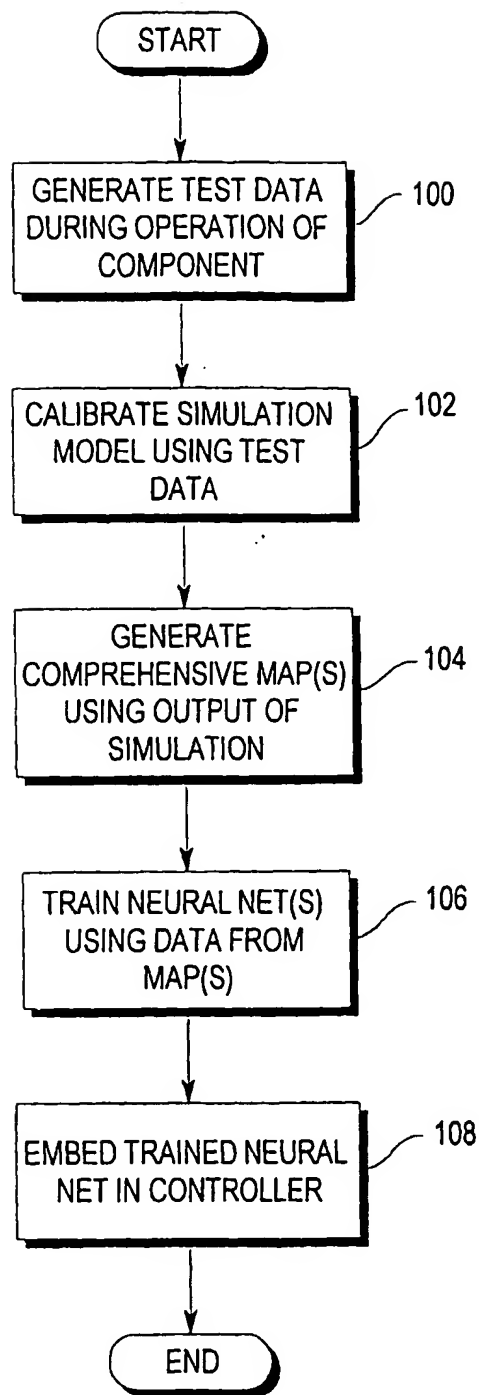 START
GENERATE TEST DATA
DURING OPERATION OF
COMPONENT
100
CALIBRATE SIMULATION
MODEL USING TEST
DATA
102
GENERATE
COMPREHENSIVE MAP(S)
USING OUTPUT OF
SIMULATION
104
TRAIN NEURAL NET(S)
USING DATA FROM
MAP(S)
106
EMBED TRAINED NEURAL
NET IN CONTROLLER
108
END